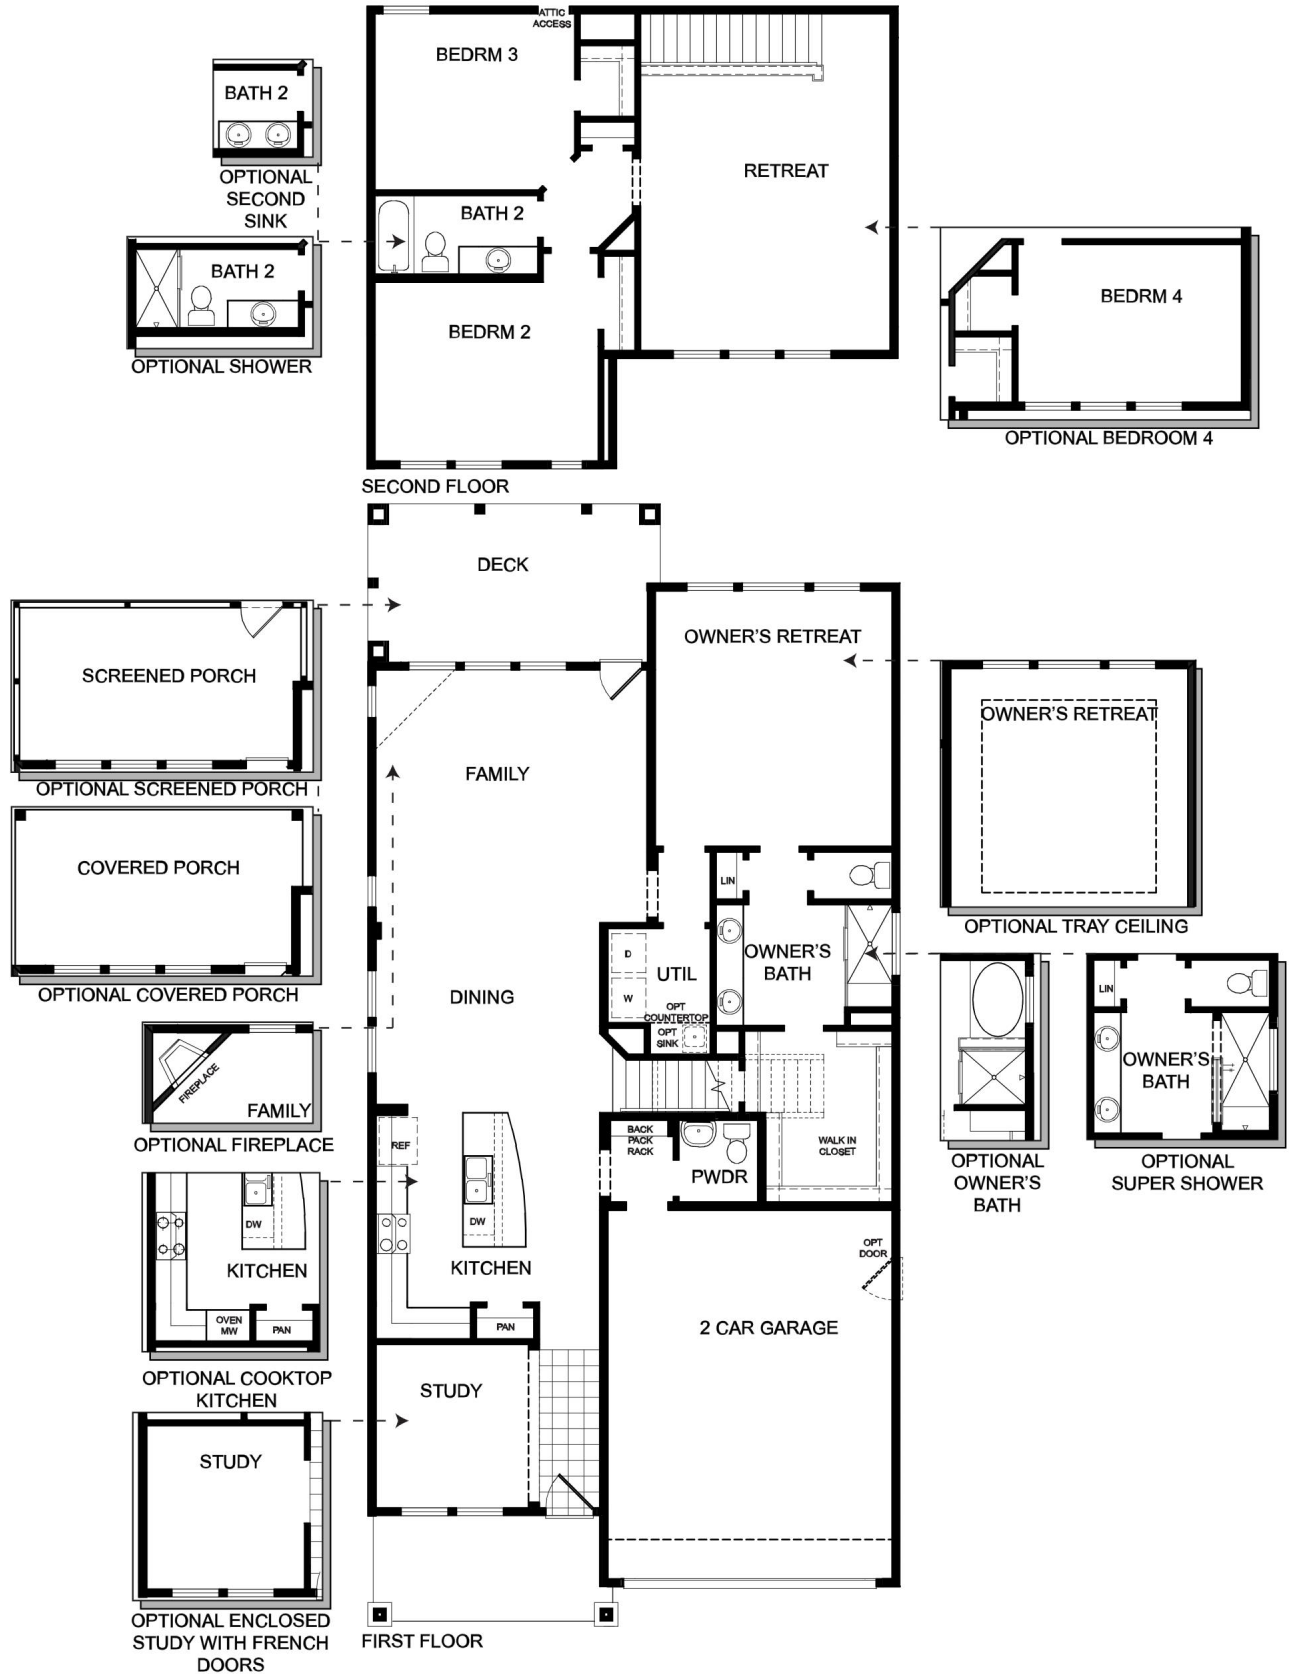 ATTIC
ACCESS
BEDRM 3
BATH 2
OPTIONAL
SECOND
SINK
RETREAT
BATH 2
BATH 2
OPTIONAL SHOWER
BEDRM 2
BEDRM 4
OPTIONAL BEDROOM 4
SECOND FLOOR
DECK
OWNER'S RETREAT
SCREENED PORCH
OPTIONAL SCREENED PORCH
OWNER'S RETREAT
OPTIONAL TRAY CEILING
FAMILY
COVERED PORCH
OPTIONAL COVERED PORCH
LIN
D
W
UTIL
OPT
COUNTERTOP
OPT
SINK
OWNER'S
BATH
DINING
LIN
OWNER'S
BATH
OPTIONAL
OWNER'S
BATH
OPTIONAL
SUPER SHOWER
FIREPLACE
FAMILY
OPTIONAL FIREPLACE
REF
BACK
PACK
RACK
PWDR
WALK IN
CLOSET
DW
DW
KITCHEN
OVEN
MW
PAN
OPTIONAL COOKTOP
KITCHEN
KITCHEN
PAN
OPT
DOOR
2 CAR GARAGE
STUDY
STUDY
OPTIONAL ENCLOSED
STUDY WITH FRENCH
DOORS
FIRST FLOOR